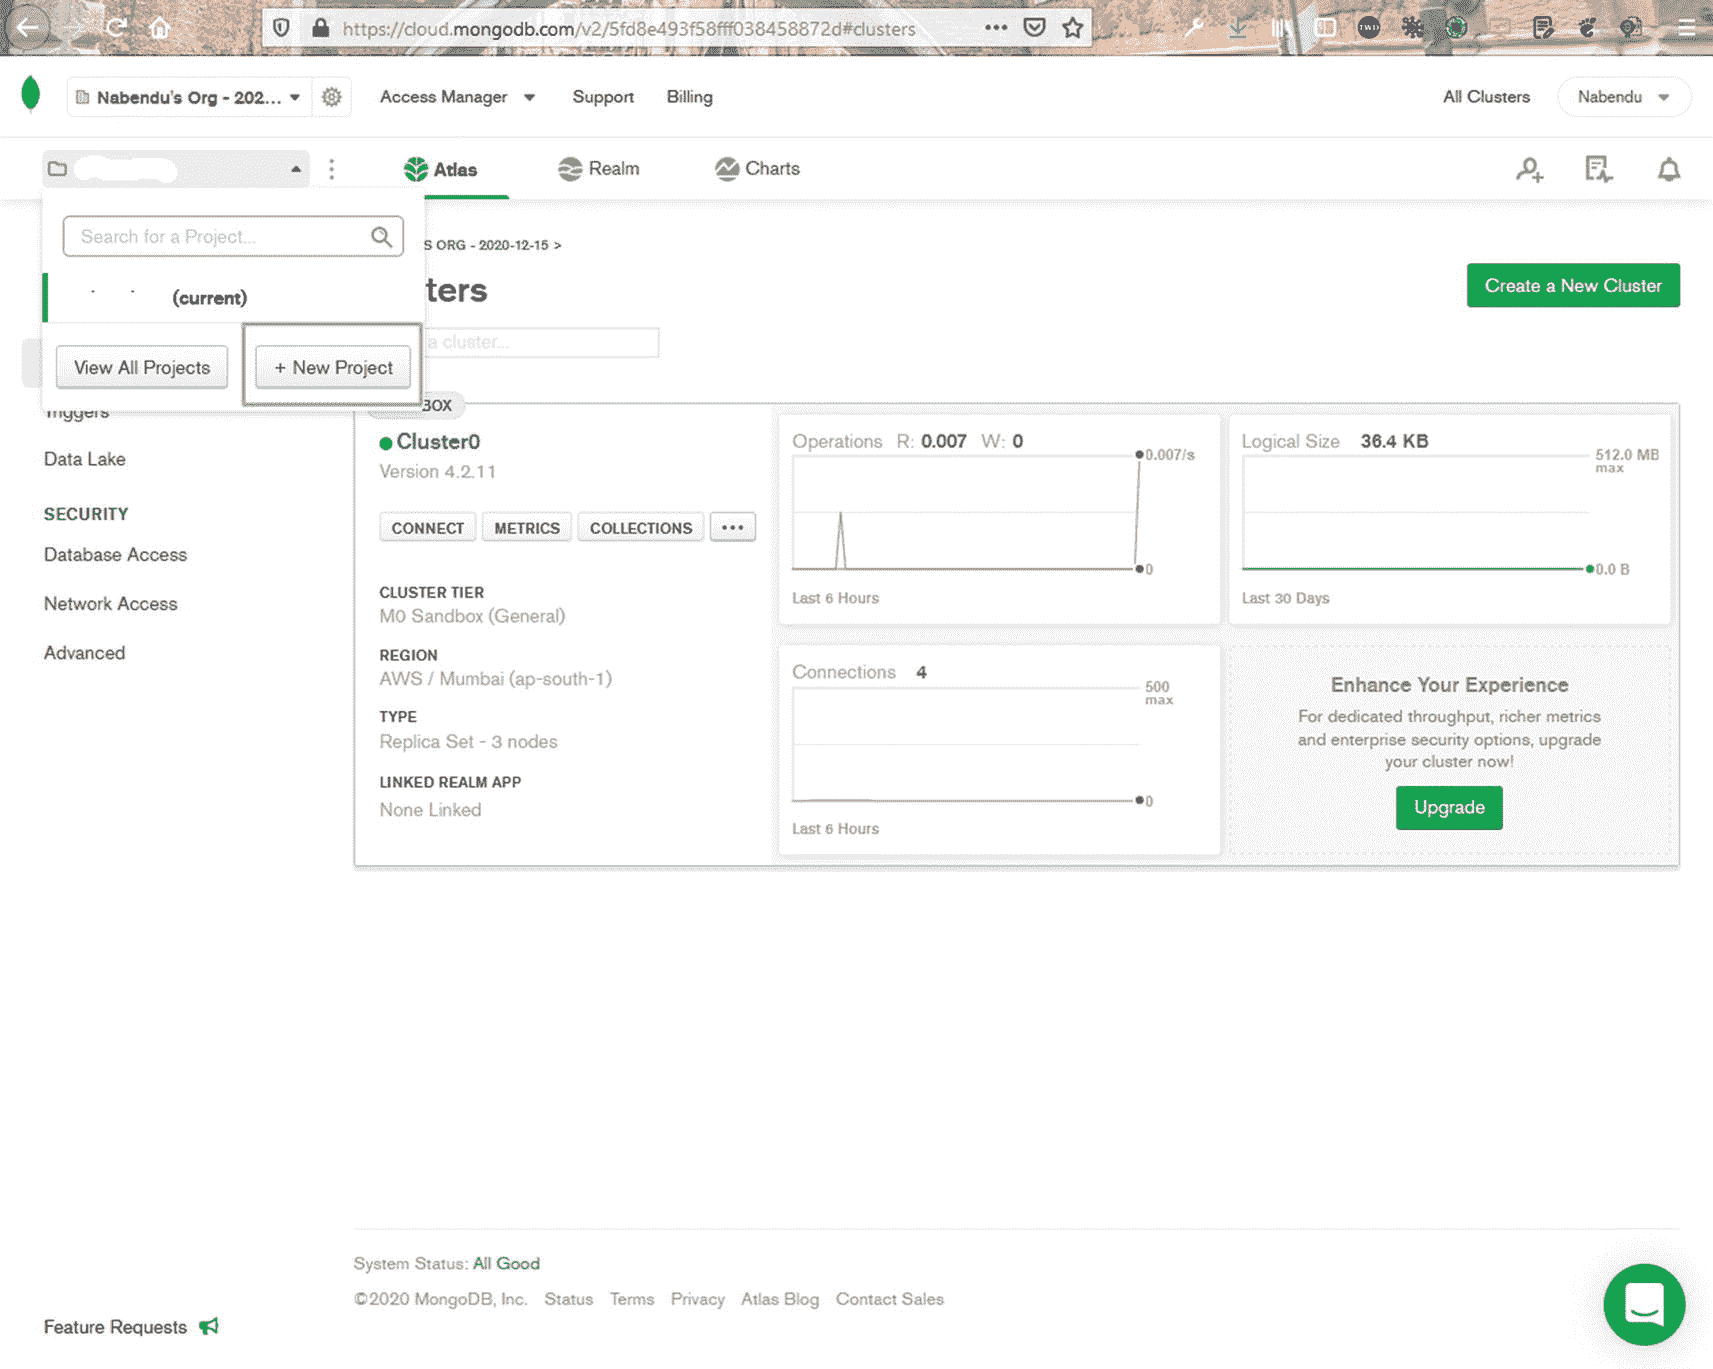 https://cloud.mongodb.com/v2/5fd8e493f58fff038458872d#clusters
Nabendu's Org - 202...
Access Manager
Support
Billing
All Clusters
Nabendu
Atlas
Realm
Charts
Search for a Project...
S ORG - 2020-12-15 >
(current)
ters
Create a New Cluster
a cluster...
View All Projects
+ New Project
Triggers
BOX
Data Lake
SECURITY
Database Access
Network Access
Advanced
Cluster0
Version 4.2.11
CONNECT
METRICS
COLLECTIONS
...
CLUSTER TIER
M0 Sandbox (General)
REGION
AWS / Mumbai (ap-south-1)
TYPE
Replica Set - 3 nodes
LINKED REALM APP
None Linked
Operations R: 0.007 W: 0
0.007/s
0
Last 6 Hours
Logical Size 36.4 KB
512.0 MB
max
0.0 B
Last 30 Days
Connections 4
500
max
0
Last 6 Hours
Enhance Your Experience
For dedicated throughput, richer metrics
and enterprise security options, upgrade
your cluster now!
Upgrade
System Status: All Good
©2020 MongoDB, Inc. Status Terms Privacy Atlas Blog Contact Sales
Feature Requests